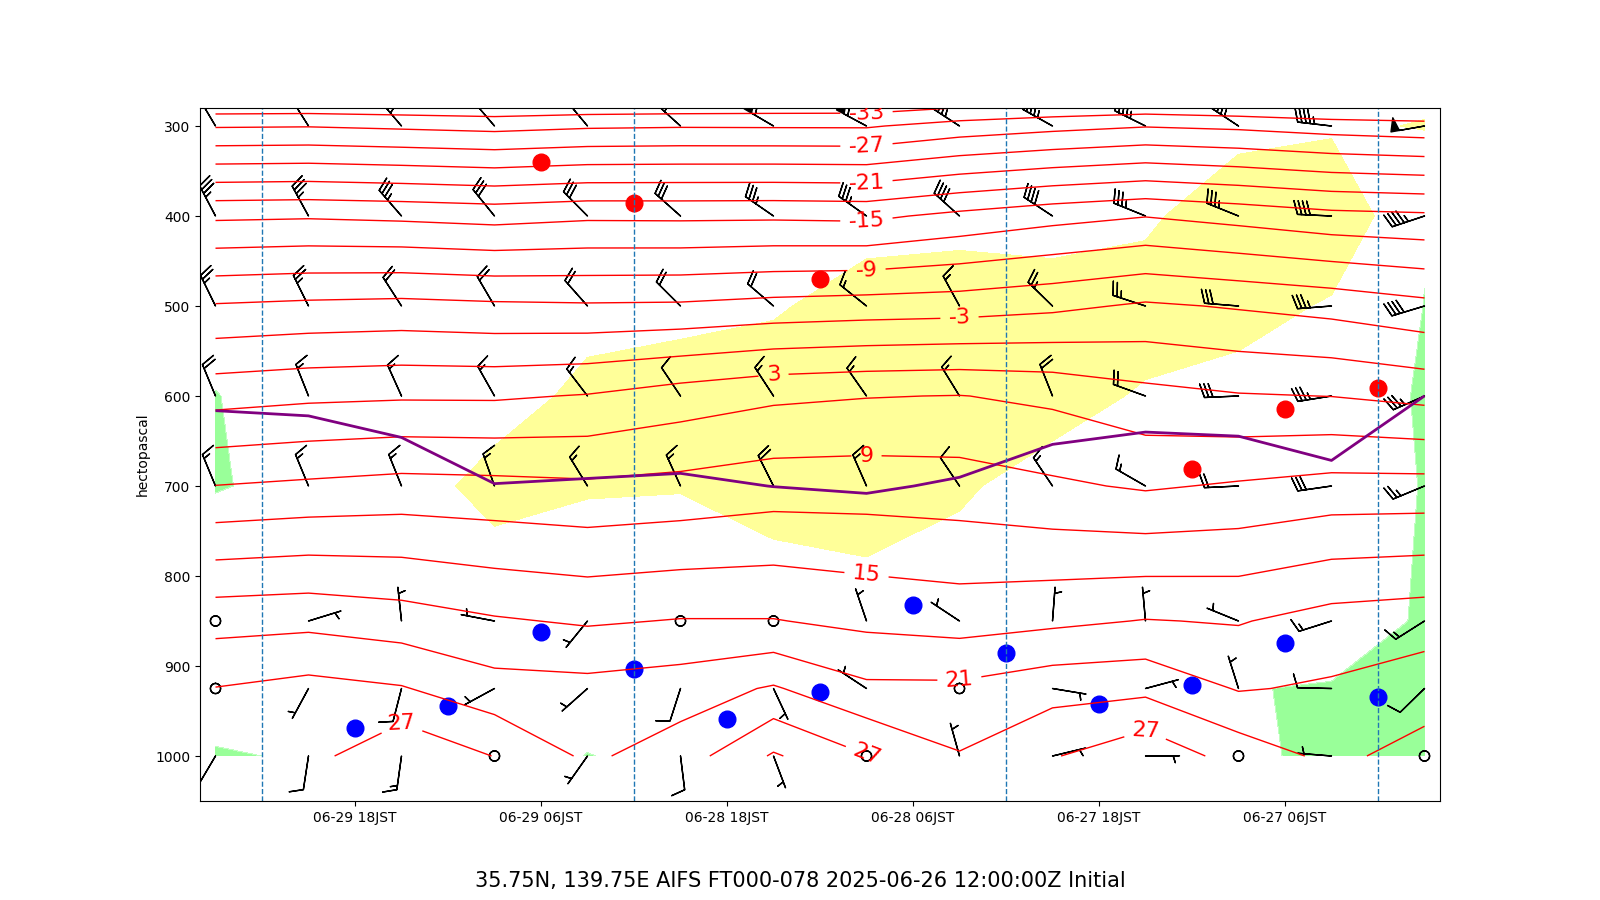 -33
300
-27
-21
400
-15
-9
500
-3
3
600
hectopascal
9
700
15
800
900
21
27
27
27
1000
06-29 18JST
06-29 06JST
06-28 18JST
06-28 06JST
06-27 18JST
06-27 06JST
35.75N, 139.75E AIFS FT000-078 2025-06-26 12:00:00Z Initial